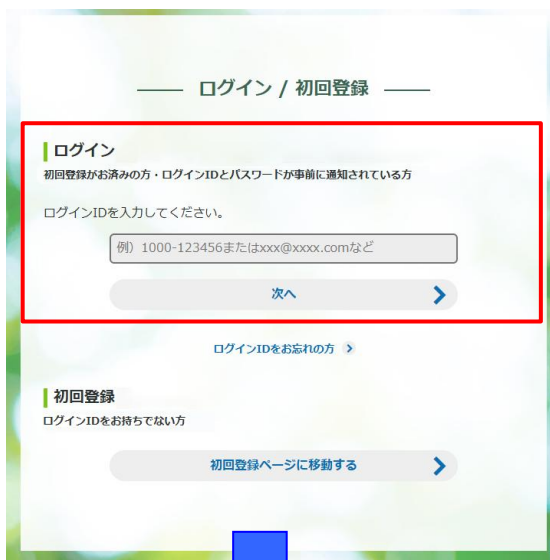 ログイン / 初回登録
ログイン
初回登録がお済みの方・ログインIDとパスワードが事前に通知されている方
ログインIDを入力してください。
例）1000-123456またはxxx@xxxx.comなど
次へ
ログインIDをお忘れの方
初回登録
ログインIDをお持ちでない方
初回登録ページに移動する